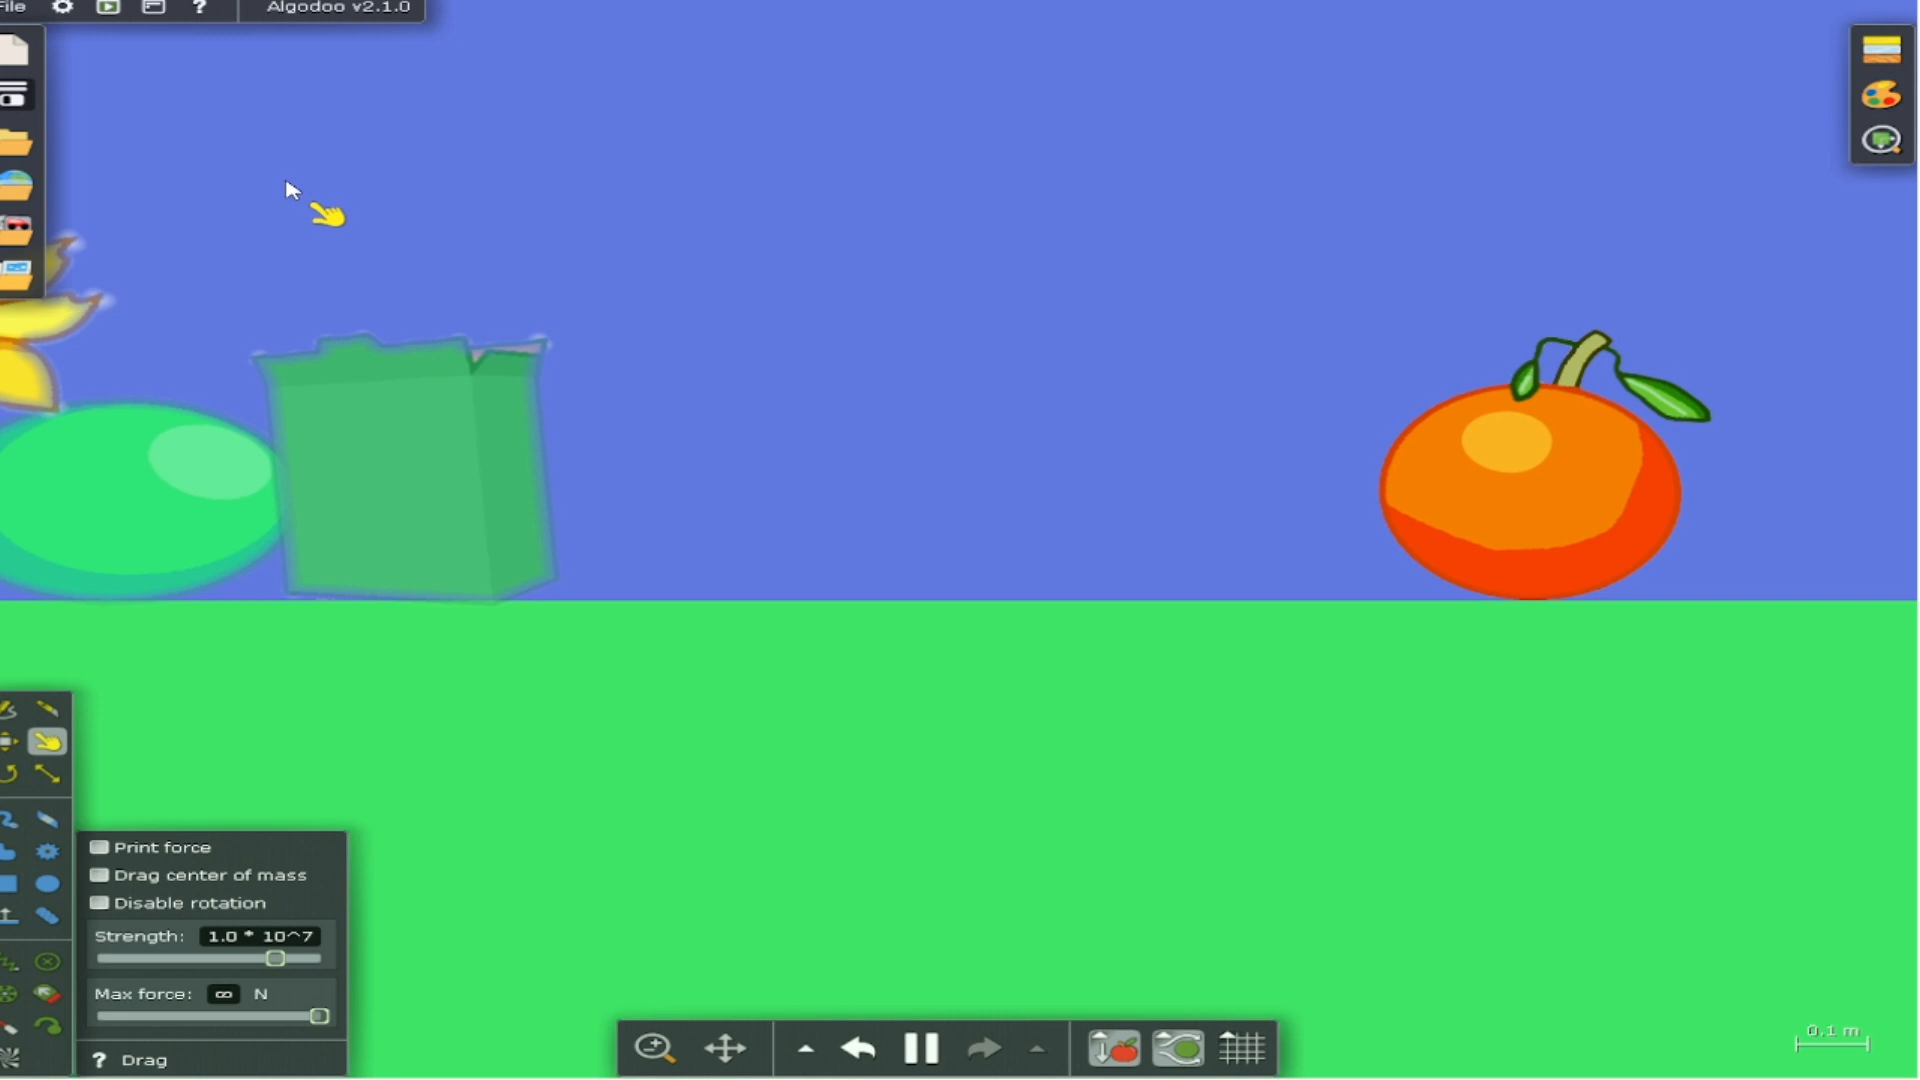 File ? Algodoo v2.1.0
Print force
Drag center of mass
Disable rotation
Strength: 1.0 * 10^7
Max force: ∞ N
? Drag
0.1 m